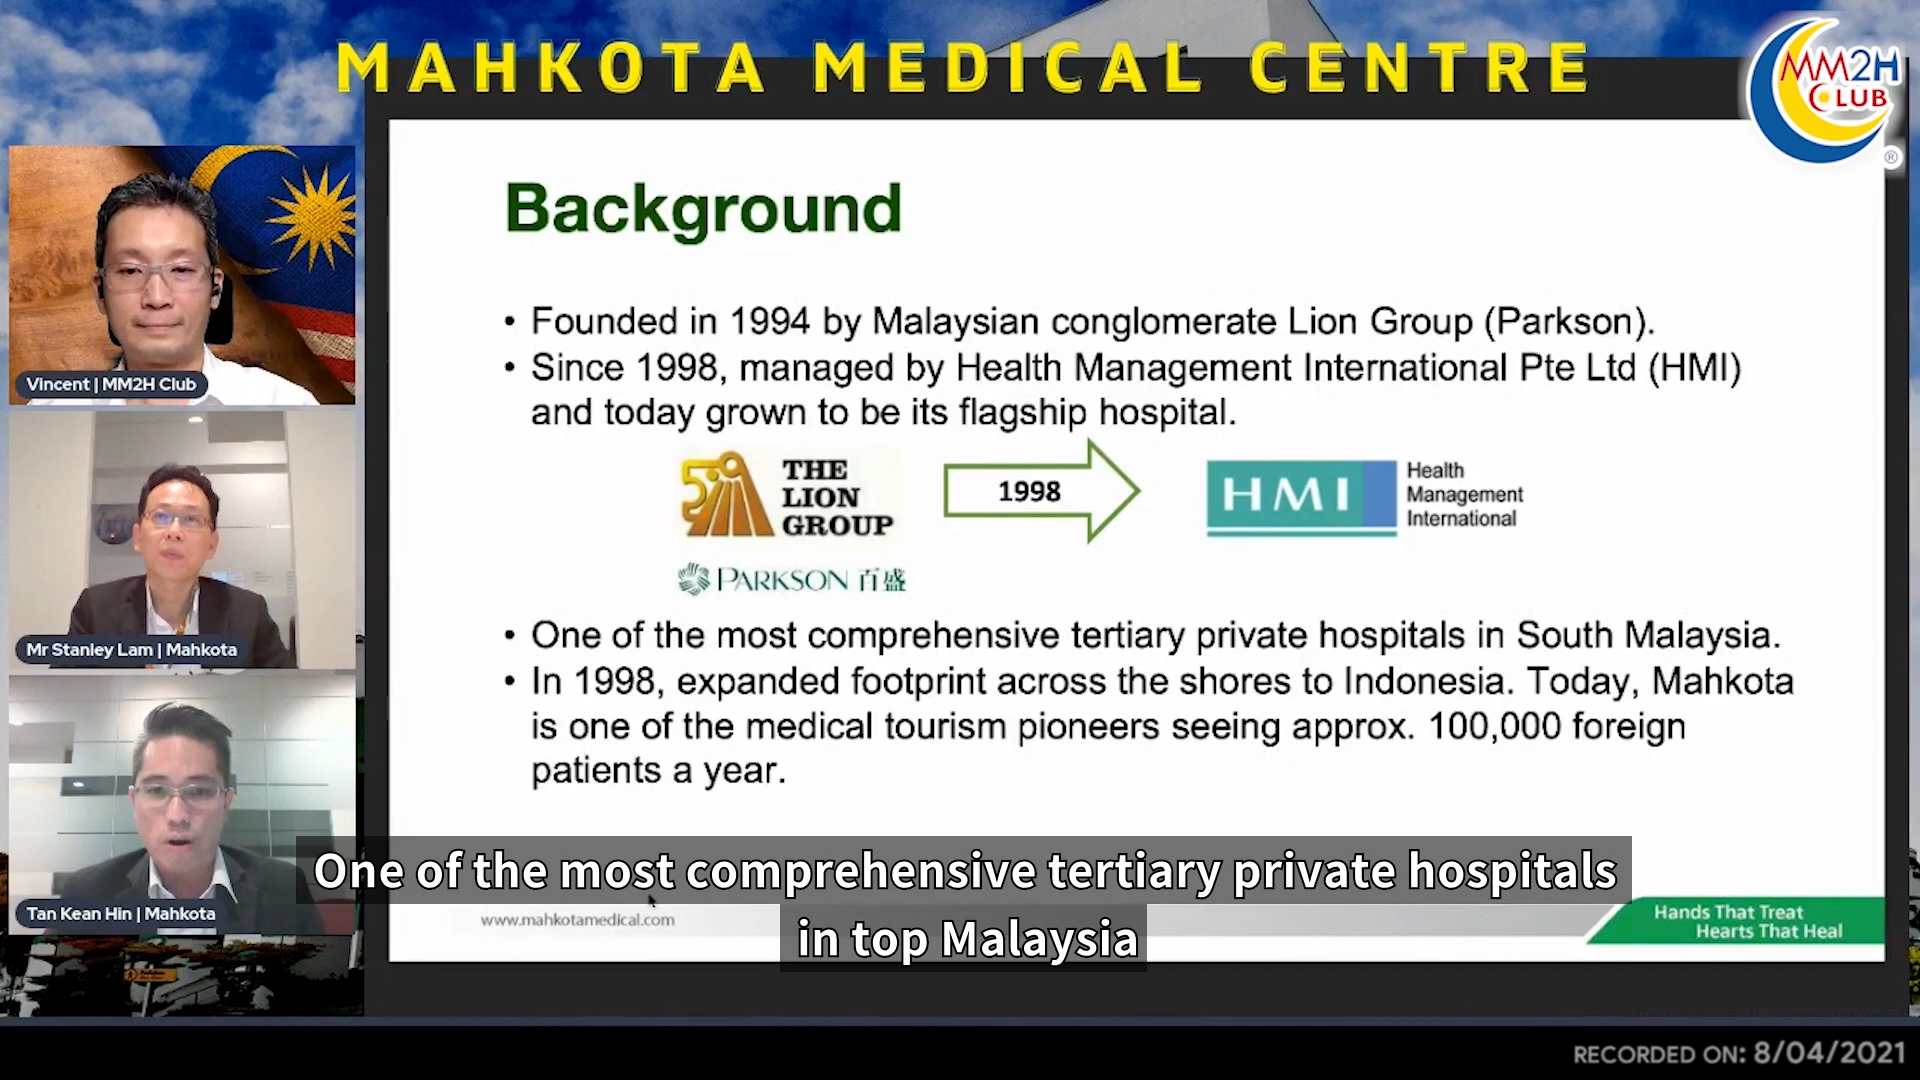 MAHKOTA MEDICAL CENTRE
MM2H
CLUB
®
Vincent | MM2H Club
Mr Stanley Lam | Mahkota
Tan Kean Hin | Mahkota
Background
• Founded in 1994 by Malaysian conglomerate Lion Group (Parkson).
• Since 1998, managed by Health Management International Pte Ltd (HMI)
and today grown to be its flagship hospital.
THE
LION
GROUP
1998
HMI
Health
Management
International
PARKSON 百盛
• One of the most comprehensive tertiary private hospitals in South Malaysia.
• In 1998, expanded footprint across the shores to Indonesia. Today, Mahkota
is one of the medical tourism pioneers seeing approx. 100,000 foreign
patients a year.
One of the most comprehensive tertiary private hospitals
in top Malaysia
www.mahkotamedical.com
Hands That Treat
Hearts That Heal
RECORDED ON: 8/04/2021